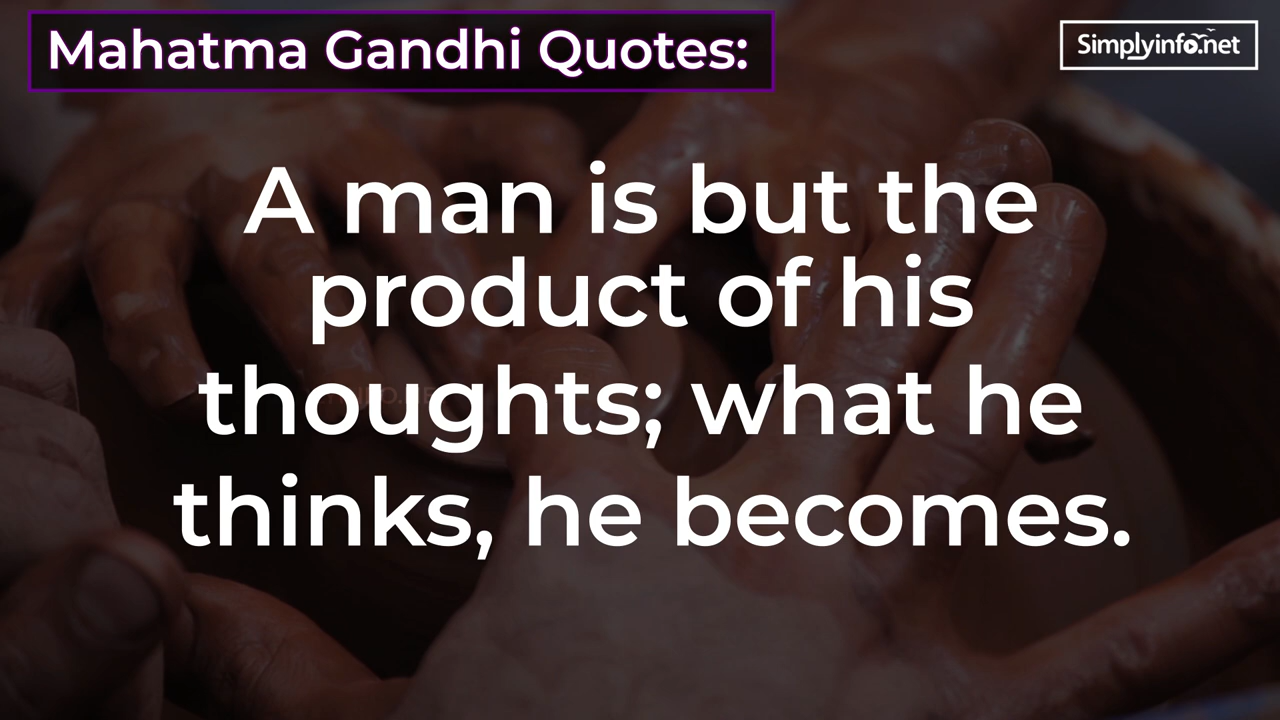 Mahatma Gandhi Quotes:
Simplyinfo.net
A man is but the
product of his
thoughts; what he
thinks, he becomes.